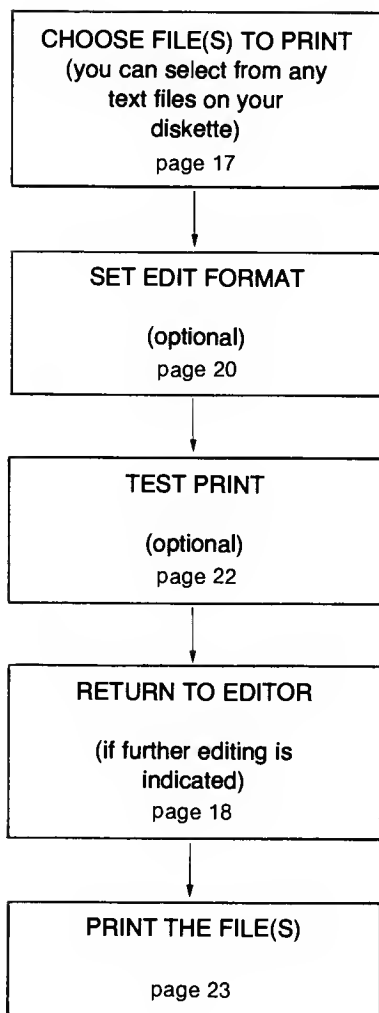 CHOOSE FILE(S) TO PRINT
(you can select from any
text files on your
diskette)
page 17
SET EDIT FORMAT
(optional)
page 20
TEST PRINT
(optional)
page 22
RETURN TO EDITOR
(if further editing is
indicated)
page 18
PRINT THE FILE(S)
page 23